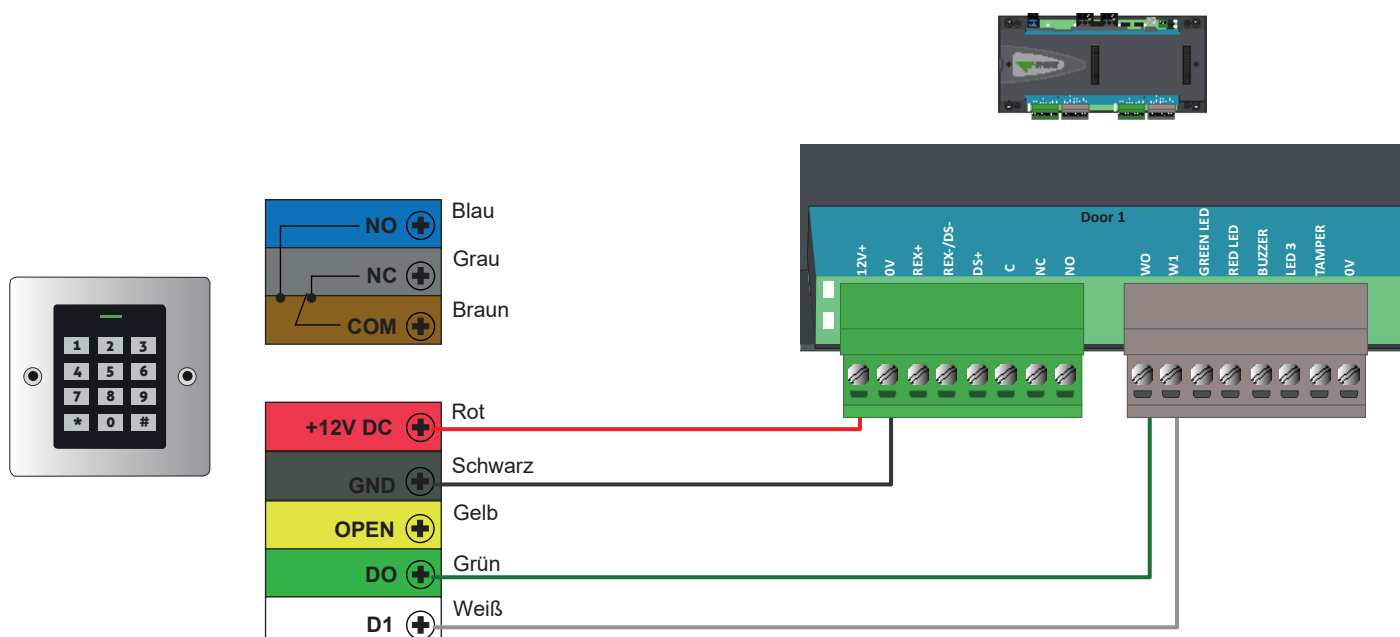 1 2 3
4 5 6
7 8 9
* 0 #
NO Blau
NC Grau
COM Braun
+12V DC Rot
GND Schwarz
OPEN Gelb
DO Grün
D1 Weiß
Door 1
12V+
0V
REX+
REX-/DS-
DS+
C
NC
NO
WO
W1
GREEN LED
RED LED
BUZZER
LED 3
TAMPER
0V